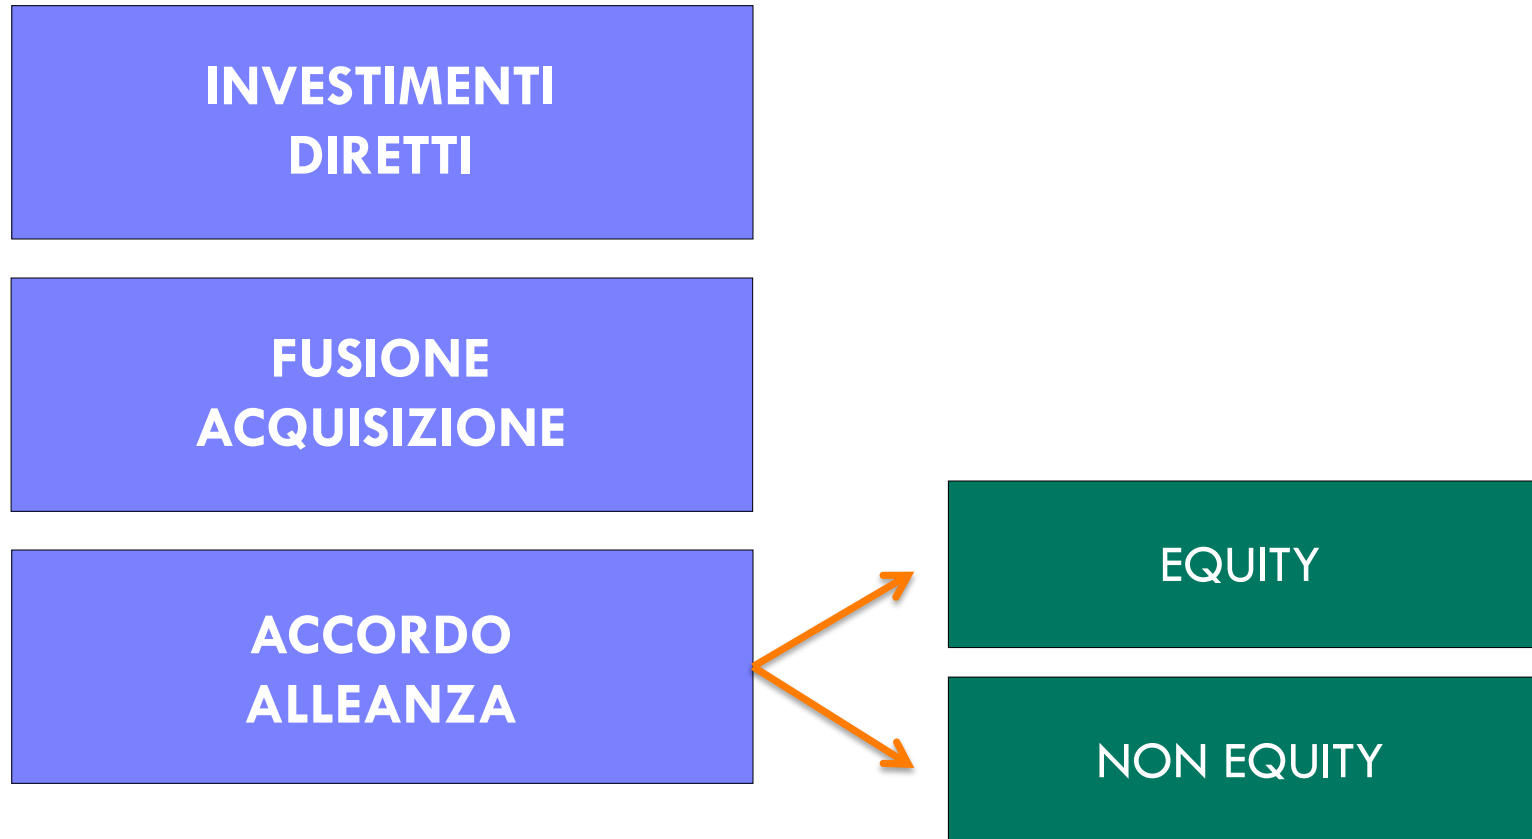 INVESTIMENTI
DIRETTI
FUSIONE
ACQUISIZIONE
ACCORDO
ALLEANZA
EQUITY
NON EQUITY